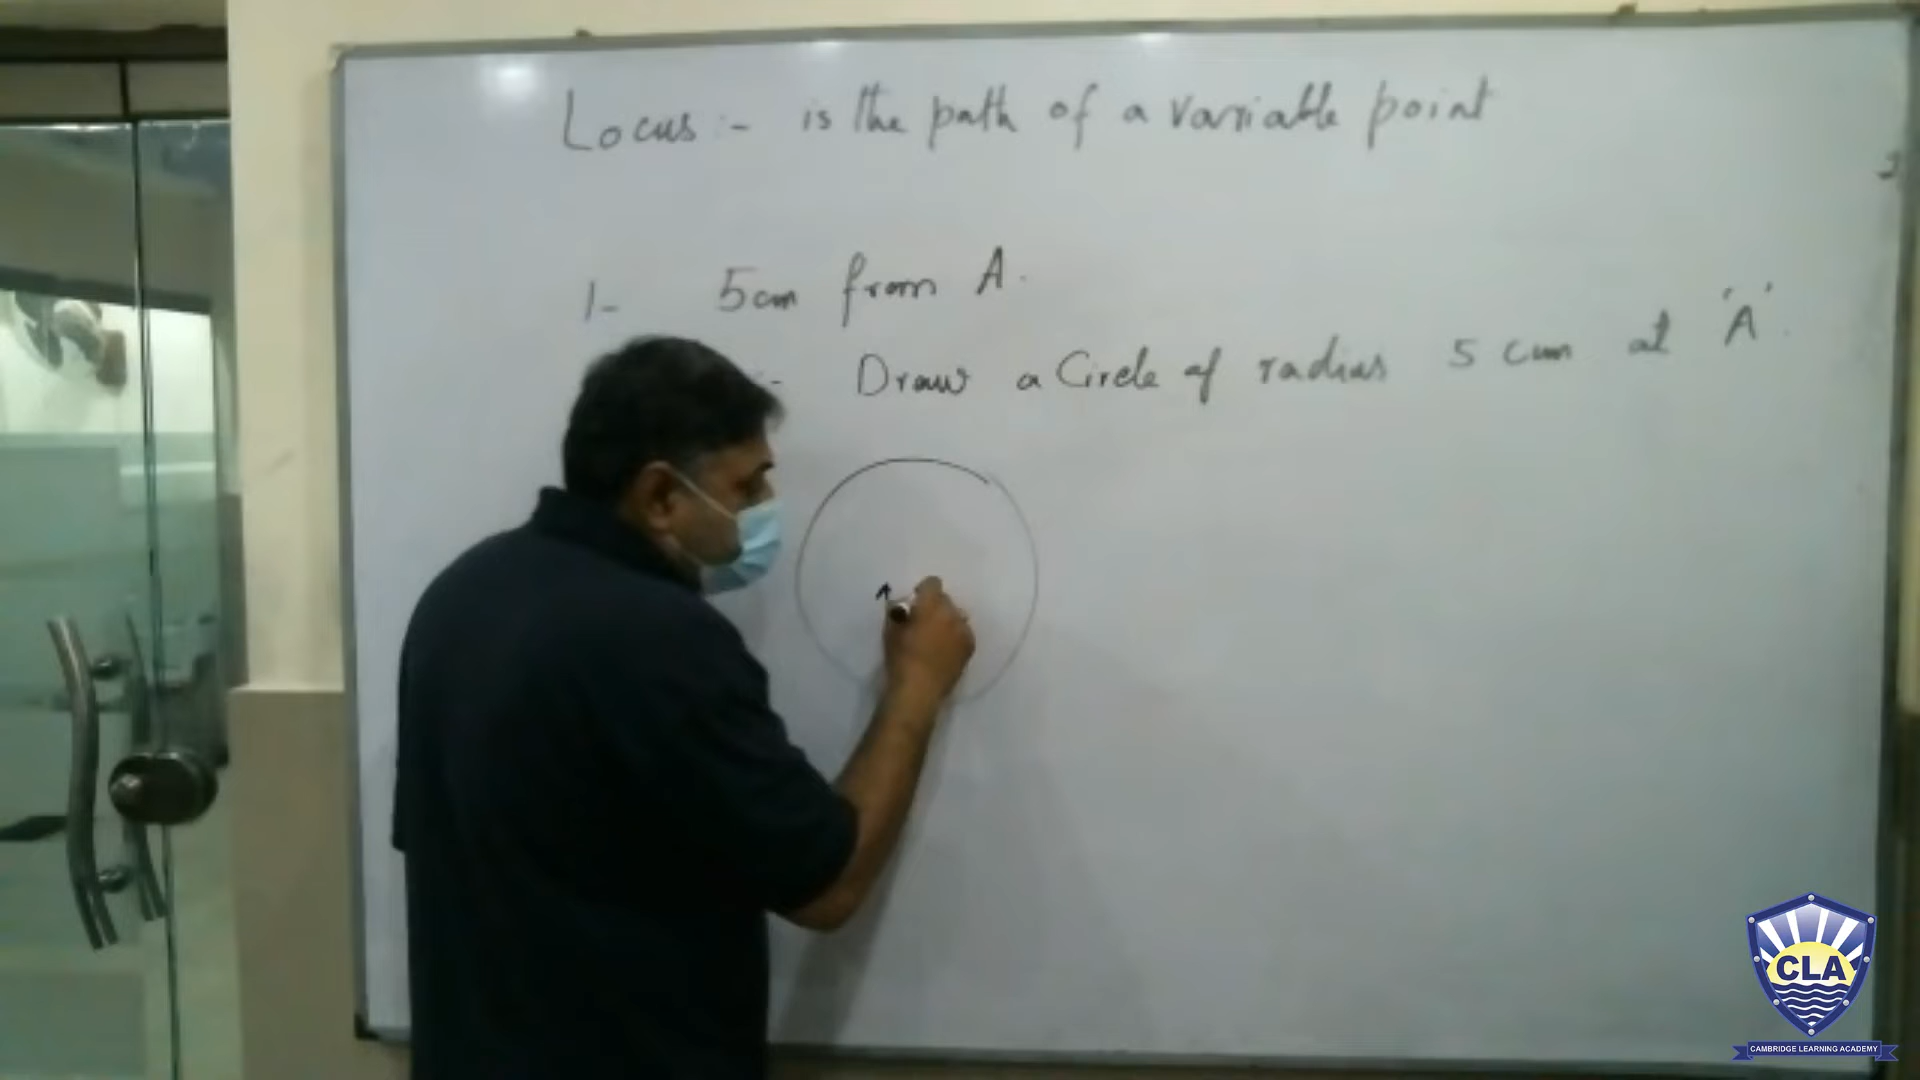 Locus :- is the path of a variable point
1- 5cm from A.
:- Draw a Circle of radius 5 cm at 'A'.
CLA
CAMBRIDGE LEARNING ACADEMY